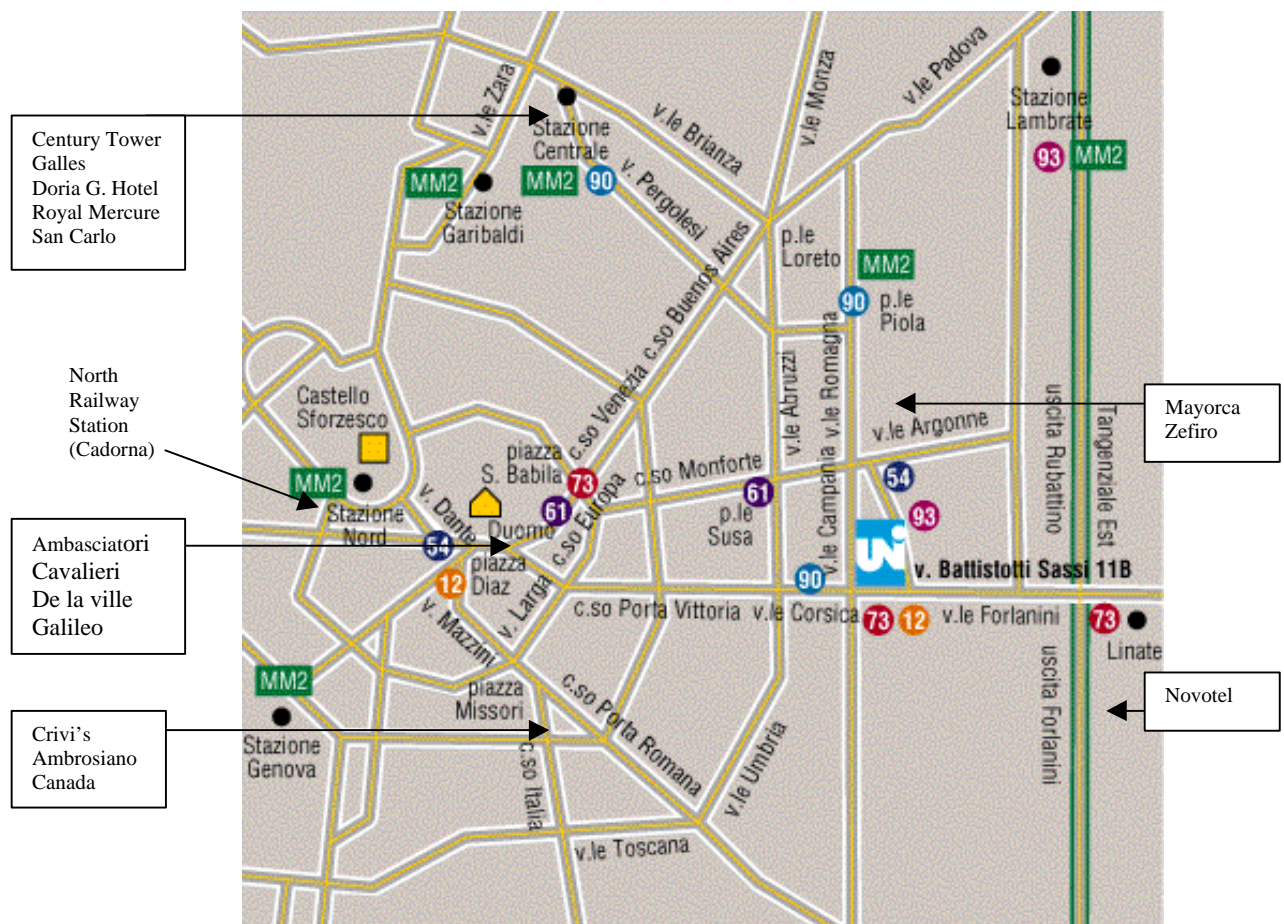 Century Tower
Galles
Doria G. Hotel
Royal Mercure
San Carlo
North
Railway
Station
(Cadorna)
Ambasciatori
Cavalieri
De la ville
Galileo
Crivi's
Ambrosiano
Canada
Mayorca
Zefiro
Novotel
v.le Zara
Stazione
Centrale
MM2
90
MM2
Stazione
Garibaldi
v.le Brianza
v. Pergolesi
v.le Monza
v.le Padova
Stazione
Lambrate
93
MM2
p.le
Loreto
MM2
90
p.le
Piola
c.so Buenos Aires
c.so Venezia
v.le Abruzzi
v.le Romagna
v.le Campania
uscita Rubattino
Tangenziale Est
Castello
Sforzesco
MM2
Stazione
Nord
v. Dante
piazza
S. Babila
73
61
Duomo
c.so Europa
c.so Monforte
61
p.le
Susa
v.le Argonne
54
93
UNI
v. Battistotti Sassi 11B
54
12
piazza
Diaz
v. Larga
v. Mazzini
c.so Porta Vittoria
90
v.le Corsica
73
12
v.le Forlanini
73
Linate
uscita Forlanini
MM2
Stazione
Genova
piazza
Missori
c.so Porta Romana
c.so Italia
v.le Umbria
v.le Toscana